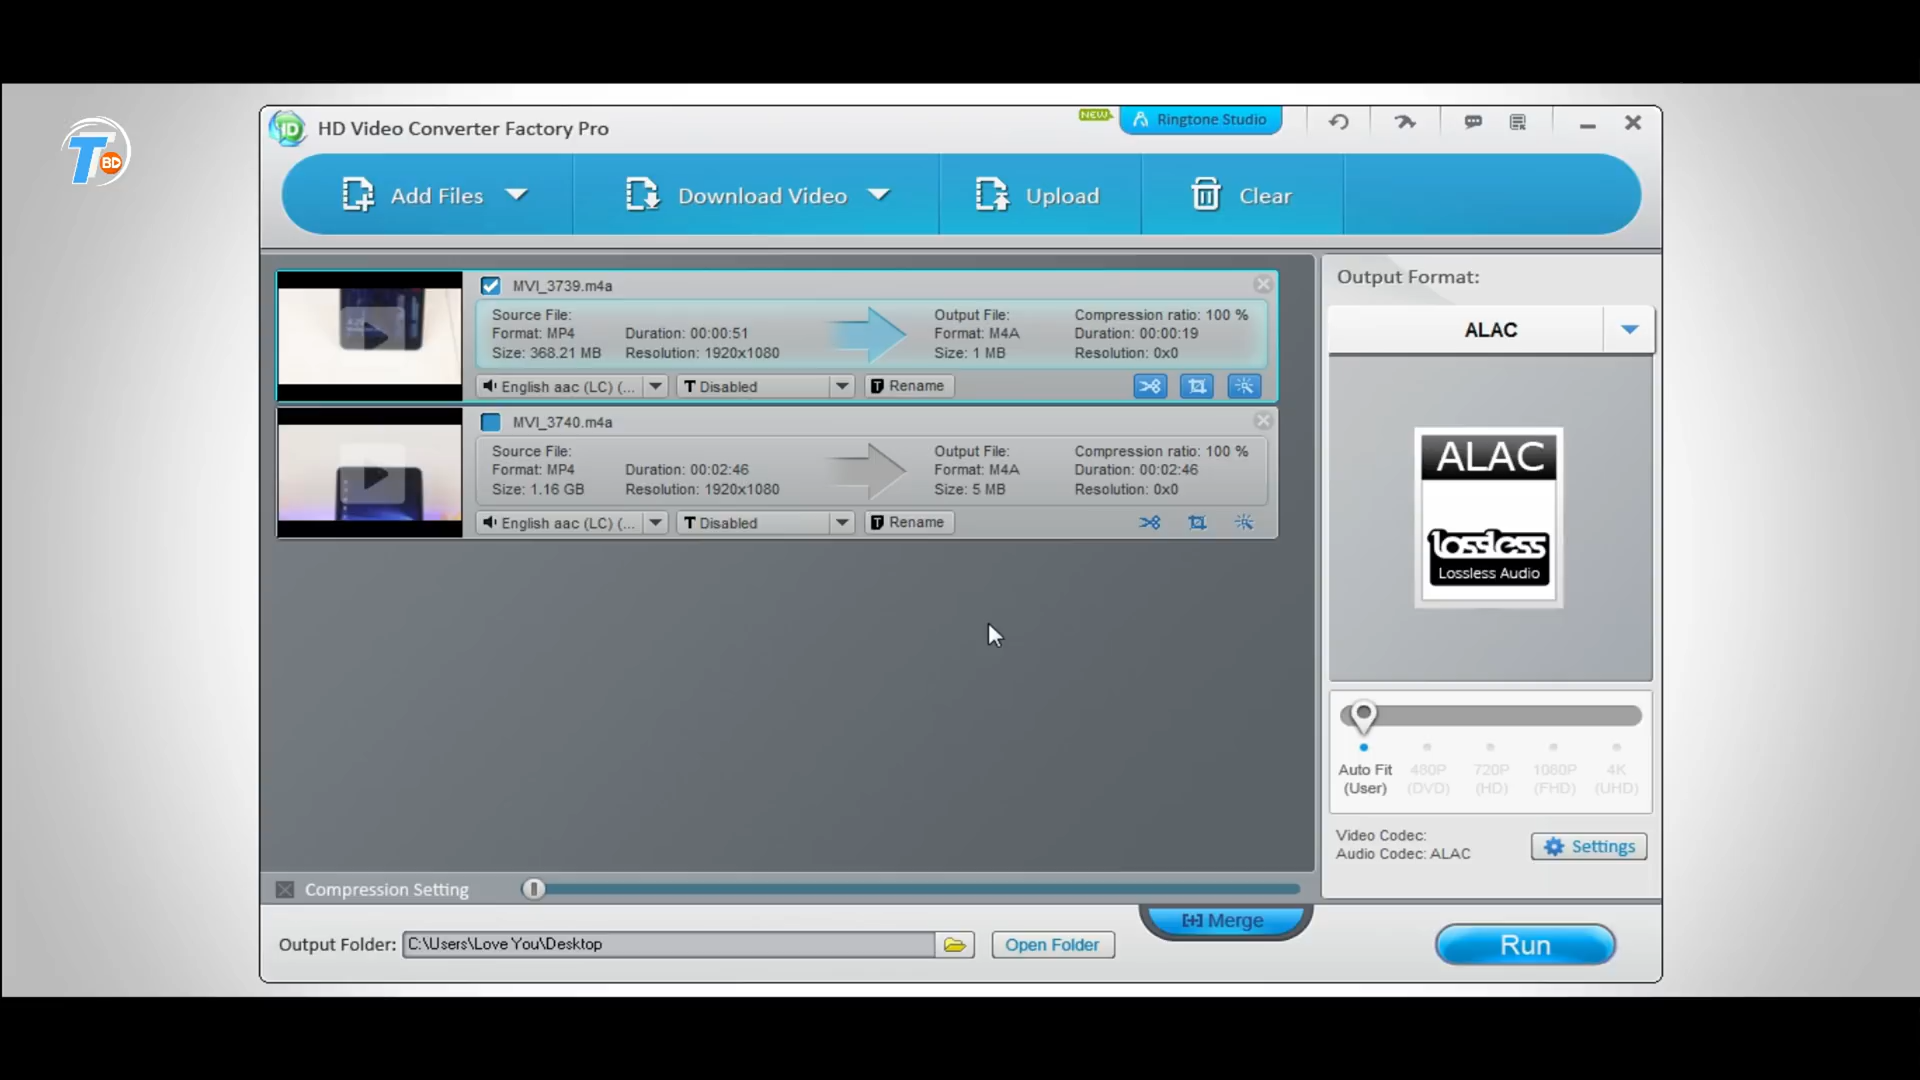 T BD
HD Video Converter Factory Pro
NEW
Ringtone Studio
Add Files
Download Video
Upload
Clear
MVI_3739.m4a
Source File:
Format: MP4
Duration: 00:00:51
Size: 368.21 MB
Resolution: 1920x1080
Output File:
Compression ratio: 100 %
Format: M4A
Duration: 00:00:19
Size: 1 MB
Resolution: 0x0
English aac (LC) (...
T Disabled
T Rename
MVI_3740.m4a
Source File:
Format: MP4
Duration: 00:02:46
Size: 1.16 GB
Resolution: 1920x1080
Output File:
Compression ratio: 100 %
Format: M4A
Duration: 00:02:46
Size: 5 MB
Resolution: 0x0
English aac (LC) (...
T Disabled
T Rename
Output Format:
ALAC
ALAC
lossless
Lossless Audio
Auto Fit
(User)
480P
(DVD)
720P
(HD)
1080P
(FHD)
4K
(UHD)
Video Codec:
Audio Codec: ALAC
Settings
Compression Setting
Merge
Output Folder:
C:\Users\Love You\Desktop
Open Folder
Run